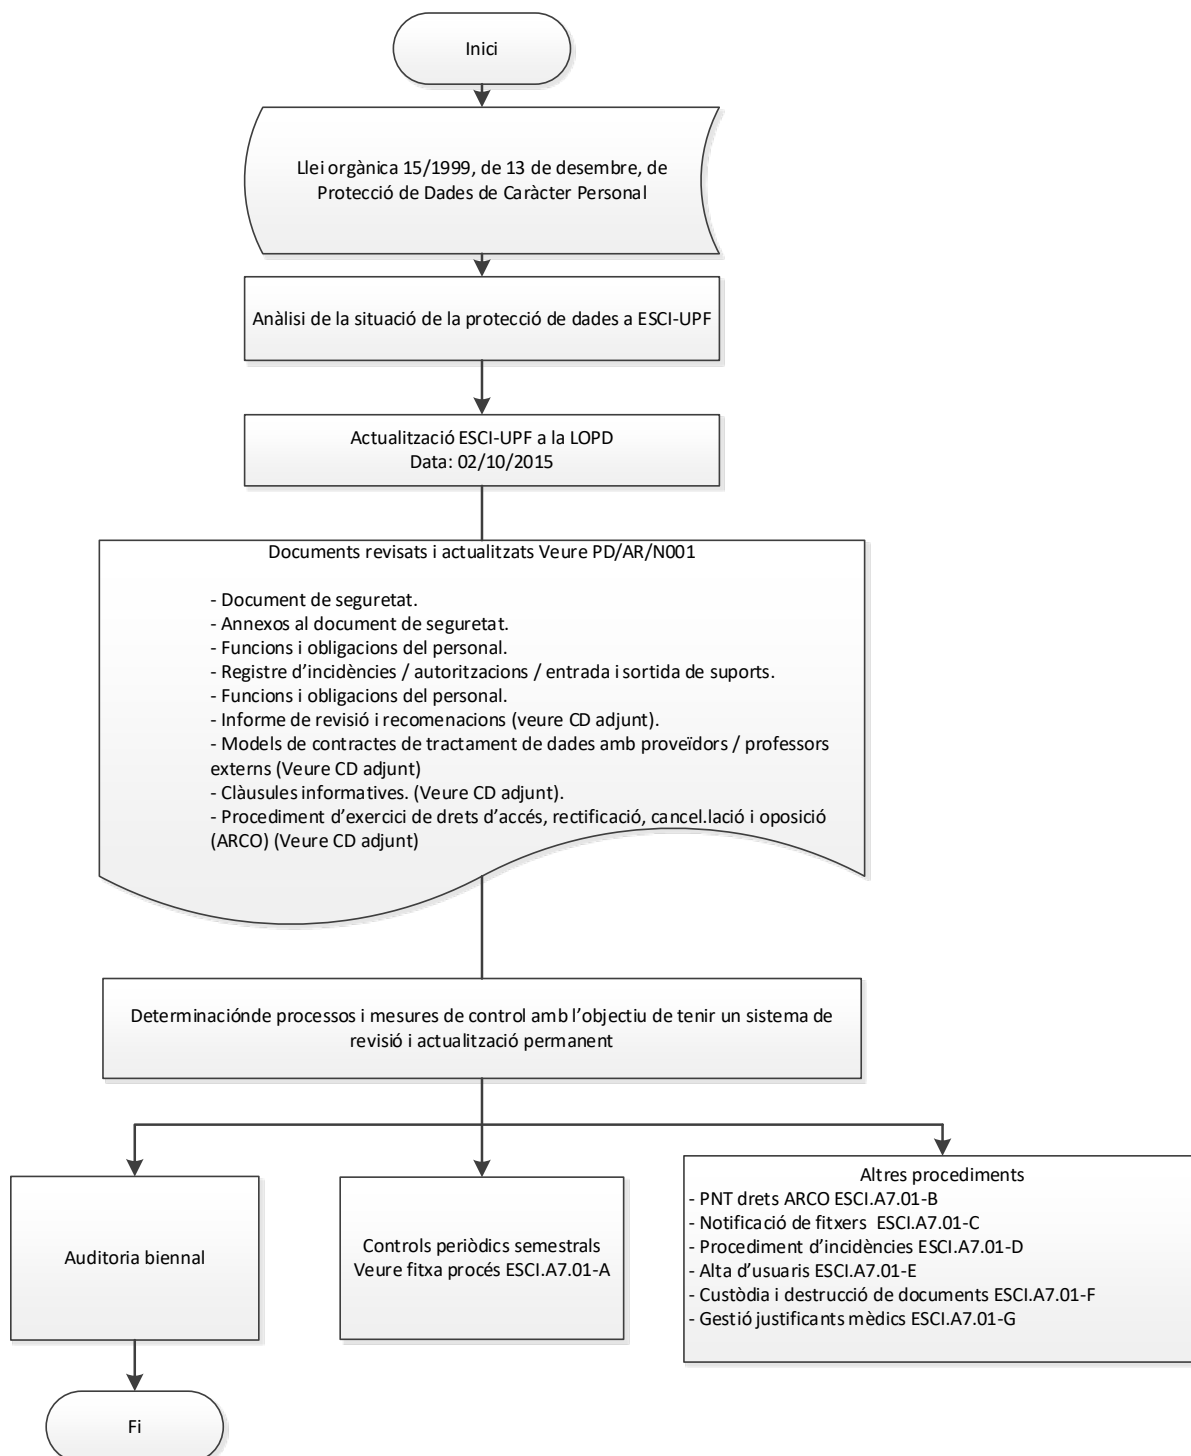 Inici
Llei orgànica 15/1999, de 13 de desembre, de
Protecció de Dades de Caràcter Personal
Anàlisi de la situació de la protecció de dades a ESCI-UPF
Actualització ESCI-UPF a la LOPD
Data: 02/10/2015
Documents revisats i actualitzats Veure PD/AR/N001
- Document de seguretat.
- Annexos al document de seguretat.
- Funcions i obligacions del personal.
- Registre d’incidències / autoritzacions / entrada i sortida de suports.
- Funcions i obligacions del personal.
- Informe de revisió i recomenacions (veure CD adjunt).
- Models de contractes de tractament de dades amb proveïdors / professors
externs (Veure CD adjunt)
- Clàusules informatives. (Veure CD adjunt).
- Procediment d’exercici de drets d’accés, rectificació, cancel.lació i oposició
(ARCO) (Veure CD adjunt)
Determinaciónde processos i mesures de control amb l’objectiu de tenir un sistema de
revisió i actualització permanent
Auditoria biennal
Controls periòdics semestrals
Veure fitxa procés ESCI.A7.01-A
Altres procediments
- PNT drets ARCO ESCI.A7.01-B
- Notificació de fitxers  ESCI.A7.01-C
- Procediment d’incidències ESCI.A7.01-D
- Alta d’usuaris ESCI.A7.01-E
- Custòdia i destrucció de documents ESCI.A7.01-F
- Gestió justificants mèdics ESCI.A7.01-G
Fi